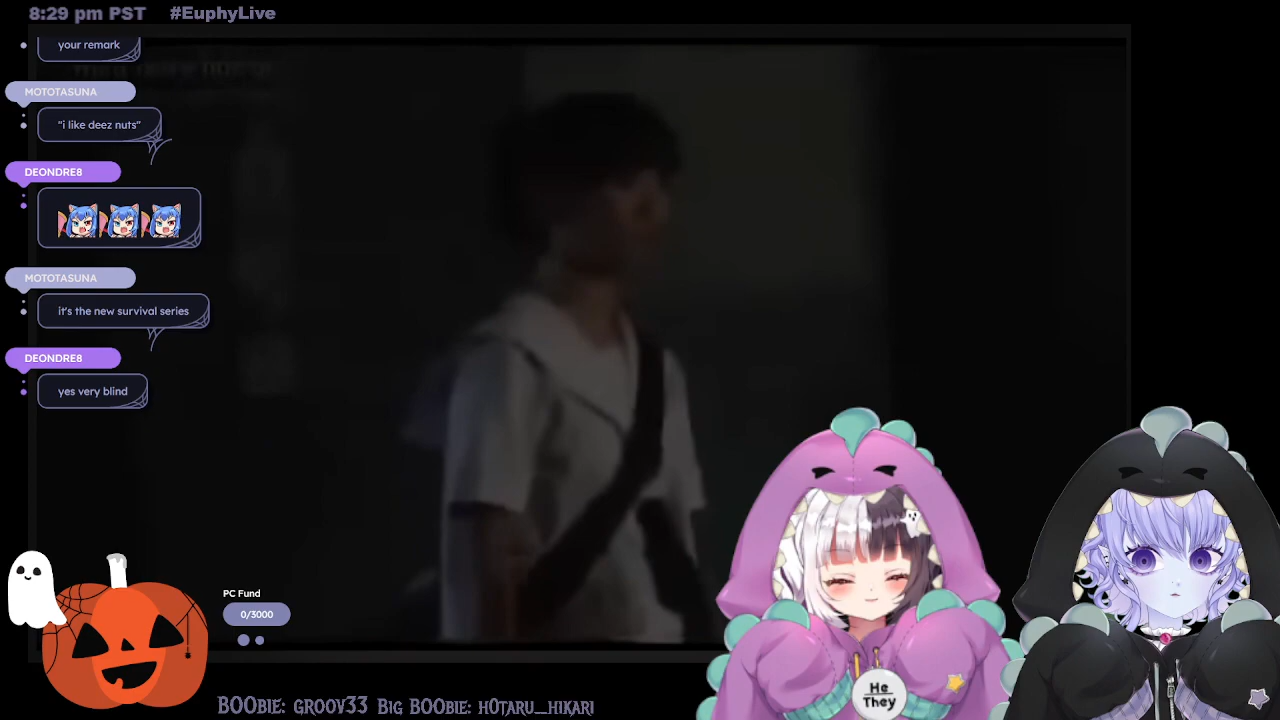 8:29 pm PST #EuphyLive
your remark
MOTOTASUNA
"i like deez nuts"
DEONDRE8
MOTOTASUNA
it's the new survival series
DEONDRE8
yes very blind
PC Fund
0/3000
He
They
BOObie: groov33 Big BOObie: h0taru_hikari